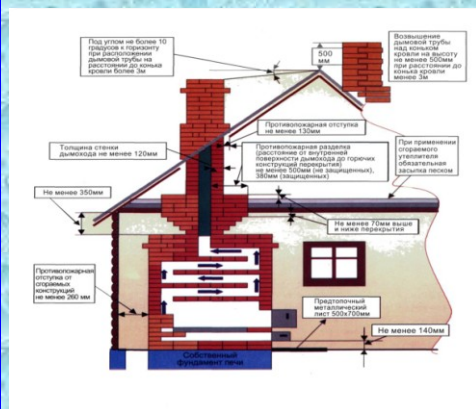 Под углом не более 10
градусов к горизонту
при расположении
дымовой трубы на
расстоянии до конька
кровли более 3м
500
мм
Возвышение
дымовой трубы
над коньком
кровли на высоту
не менее 500мм
при расстоянии до
конька кровли
менее 3м
Противопожарная отступка
не менее 130мм
Толщина стенки
дымохода не менее 120мм
Противопожарная разделка
(расстояние от внутренней
поверхности дымохода до горючих
конструкций перекрытия)
не менее 500мм (не защищенных),
380мм (защищенных)
При применении
сгораемого
утеплителя
обязательная
засыпка песком
Не менее 350мм
Не менее 70мм выше
и ниже перекрытия
Противопожарная
отступка от
сгораемых
конструкций
не менее 260 мм
Предтопочный
металлический
лист 500х700мм
Не менее 140мм
Собственный
фундамент печи